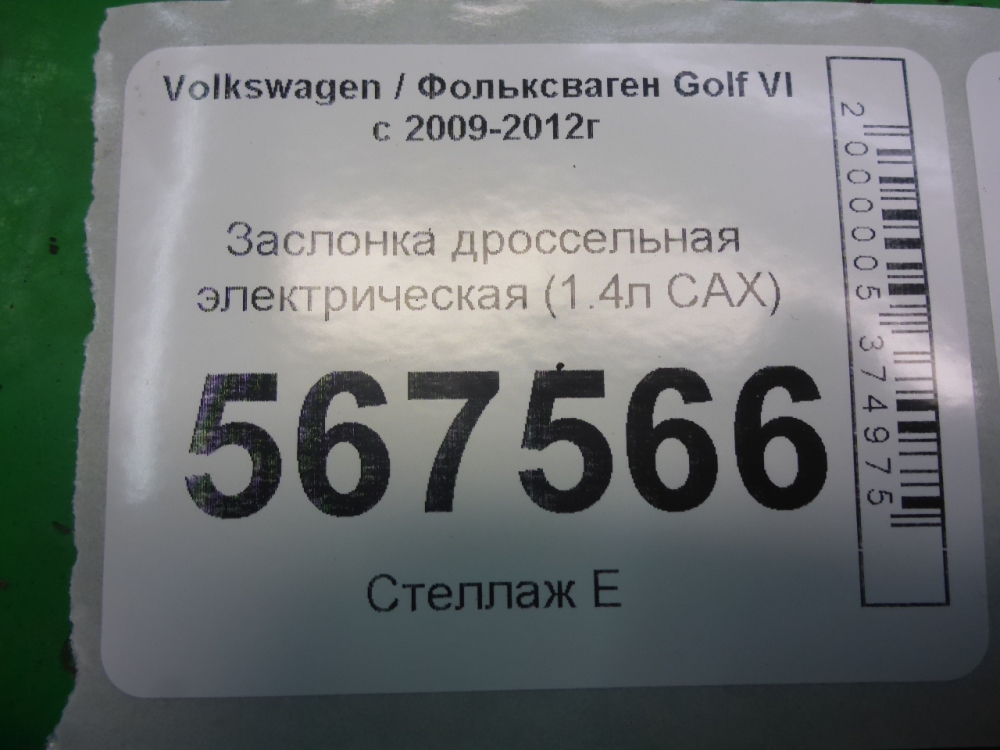 Volkswagen / Фольксваген Golf VI
с 2009-2012г
Заслонка дроссельная
электрическая (1.4л CAX)
567566
Стеллаж E
2000005374975